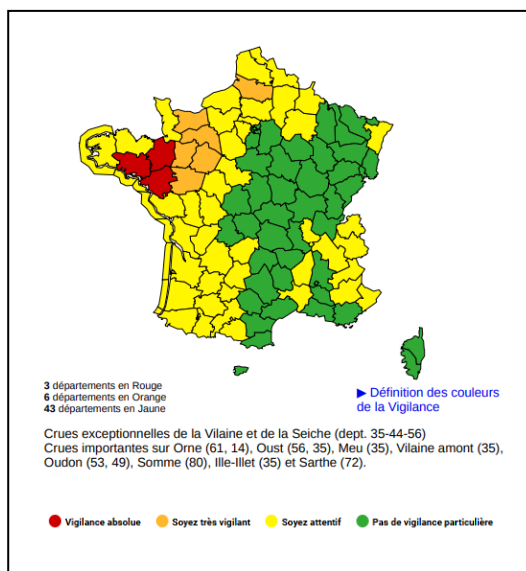 3 départements en Rouge
6 départements en Orange
43 départements en Jaune
▶ Définition des couleurs
de la Vigilance
Crues exceptionnelles de la Vilaine et de la Seiche (dept. 35-44-56)
Crues importantes sur Orne (61, 14), Oust (56, 35), Meu (35), Vilaine amont (35),
Oudon (53, 49), Somme (80), Ille-Illet (35) et Sarthe (72).
Vigilance absolue Soyez très vigilant Soyez attentif Pas de vigilance particulière